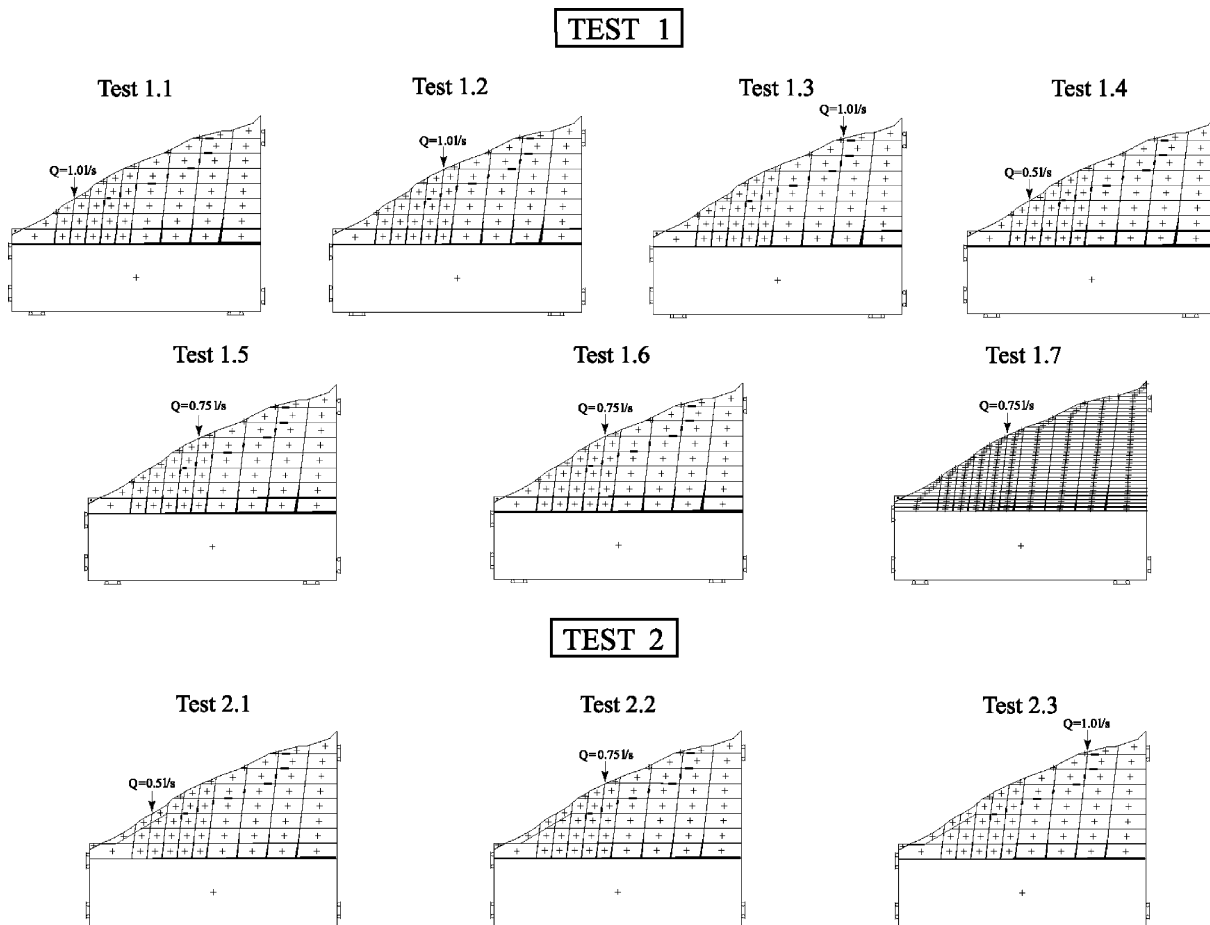 TEST 1
Test 1.1
Test 1.2
Test 1.3
Test 1.4
Q=1.0l/s
Q=1.0l/s
Q=1.0l/s
Q=0.5l/s
Test 1.5
Test 1.6
Test 1.7
Q=0.75l/s
Q=0.75l/s
Q=0.75l/s
TEST 2
Test 2.1
Test 2.2
Test 2.3
Q=0.5l/s
Q=0.75l/s
Q=1.0l/s